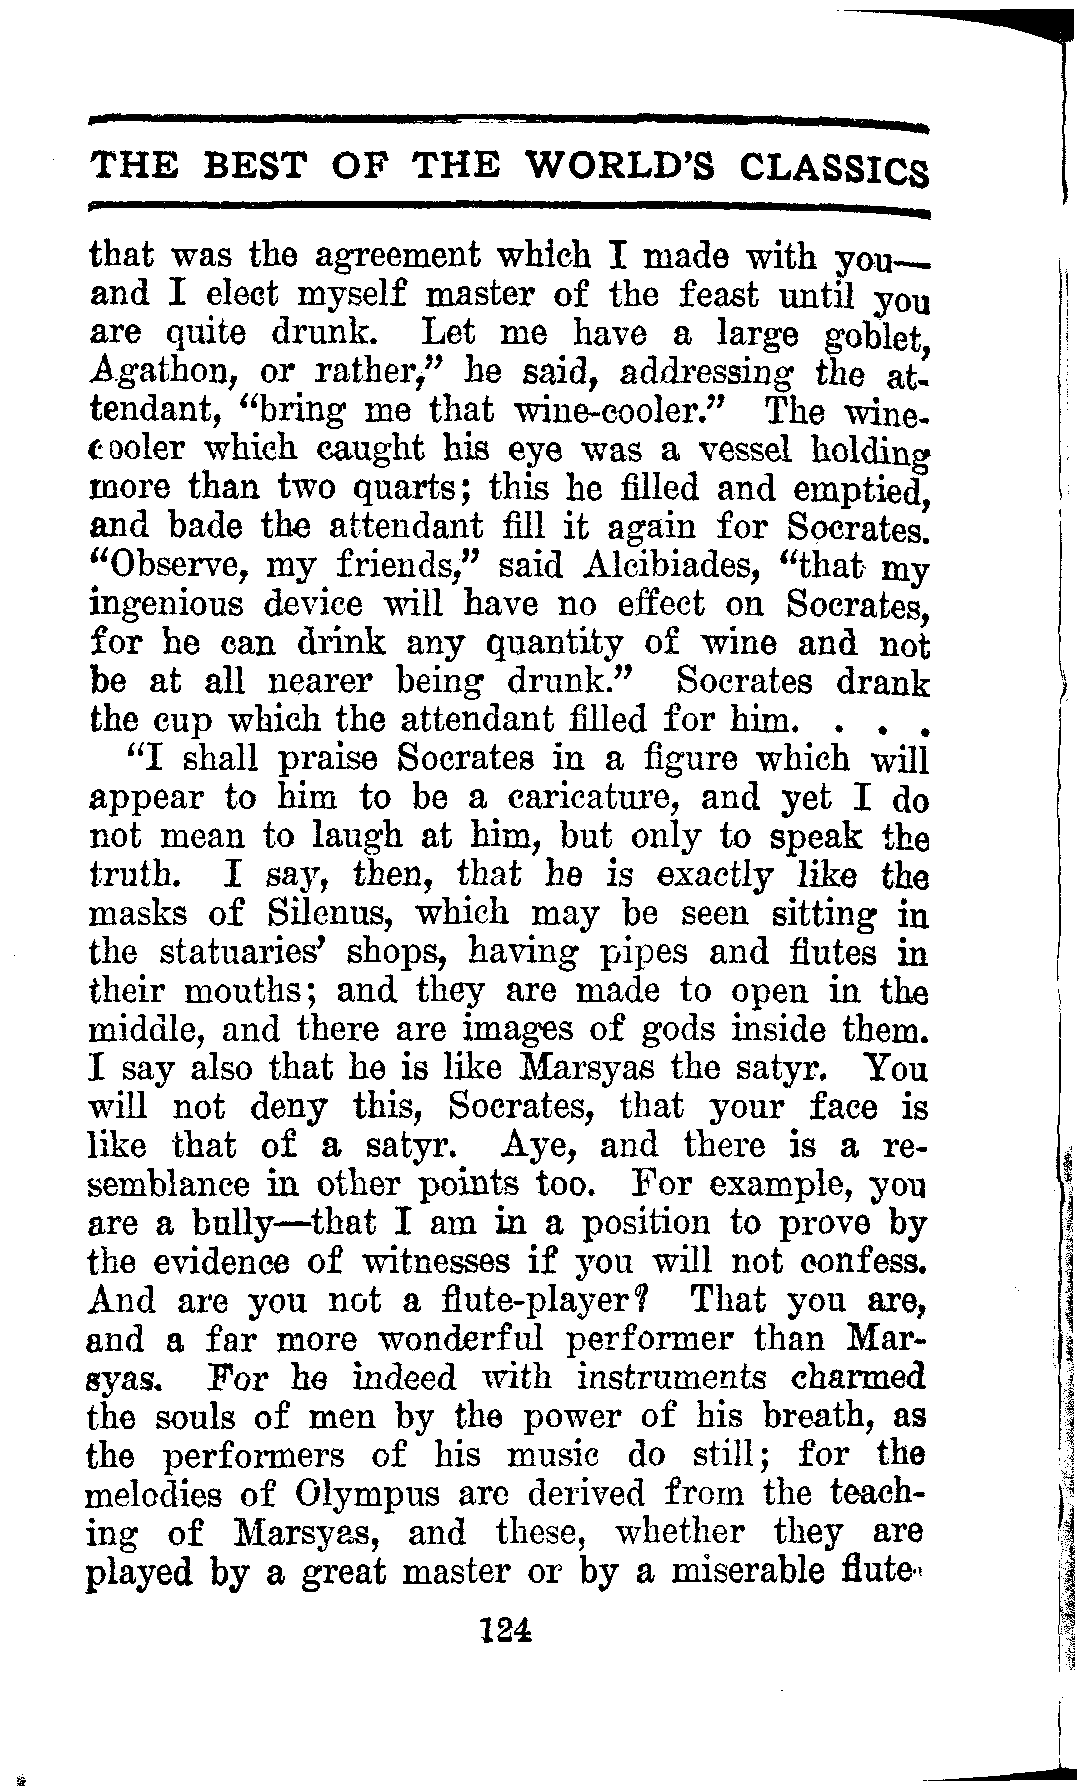 THE BEST OF THE WORLD'S CLASSICS
that was the agreement which I made with you—
and I elect myself master of the feast until you
are quite drunk. Let me have a large goblet,
Agathon, or rather," he said, addressing the at-
tendant, "bring me that wine-cooler." The wine-
cooler which caught his eye was a vessel holding
more than two quarts; this he filled and emptied,
and bade the attendant fill it again for Socrates.
"Observe, my friends," said Alcibiades, "that my
ingenious device will have no effect on Socrates,
for he can drink any quantity of wine and not
be at all nearer being drunk." Socrates drank
the cup which the attendant filled for him. . . .
"I shall praise Socrates in a figure which will
appear to him to be a caricature, and yet I do
not mean to laugh at him, but only to speak the
truth. I say, then, that he is exactly like the
masks of Silenus, which may be seen sitting in
the statuaries' shops, having pipes and flutes in
their mouths; and they are made to open in the
middle, and there are images of gods inside them.
I say also that he is like Marsyas the satyr. You
will not deny this, Socrates, that your face is
like that of a satyr. Aye, and there is a re-
semblance in other points too. For example, you
are a bully—that I am in a position to prove by
the evidence of witnesses if you will not confess.
And are you not a flute-player? That you are,
and a far more wonderful performer than Mar-
syas. For he indeed with instruments charmed
the souls of men by the power of his breath, as
the performers of his music do still; for the
melodies of Olympus are derived from the teach-
ing of Marsyas, and these, whether they are
played by a great master or by a miserable flute-
124